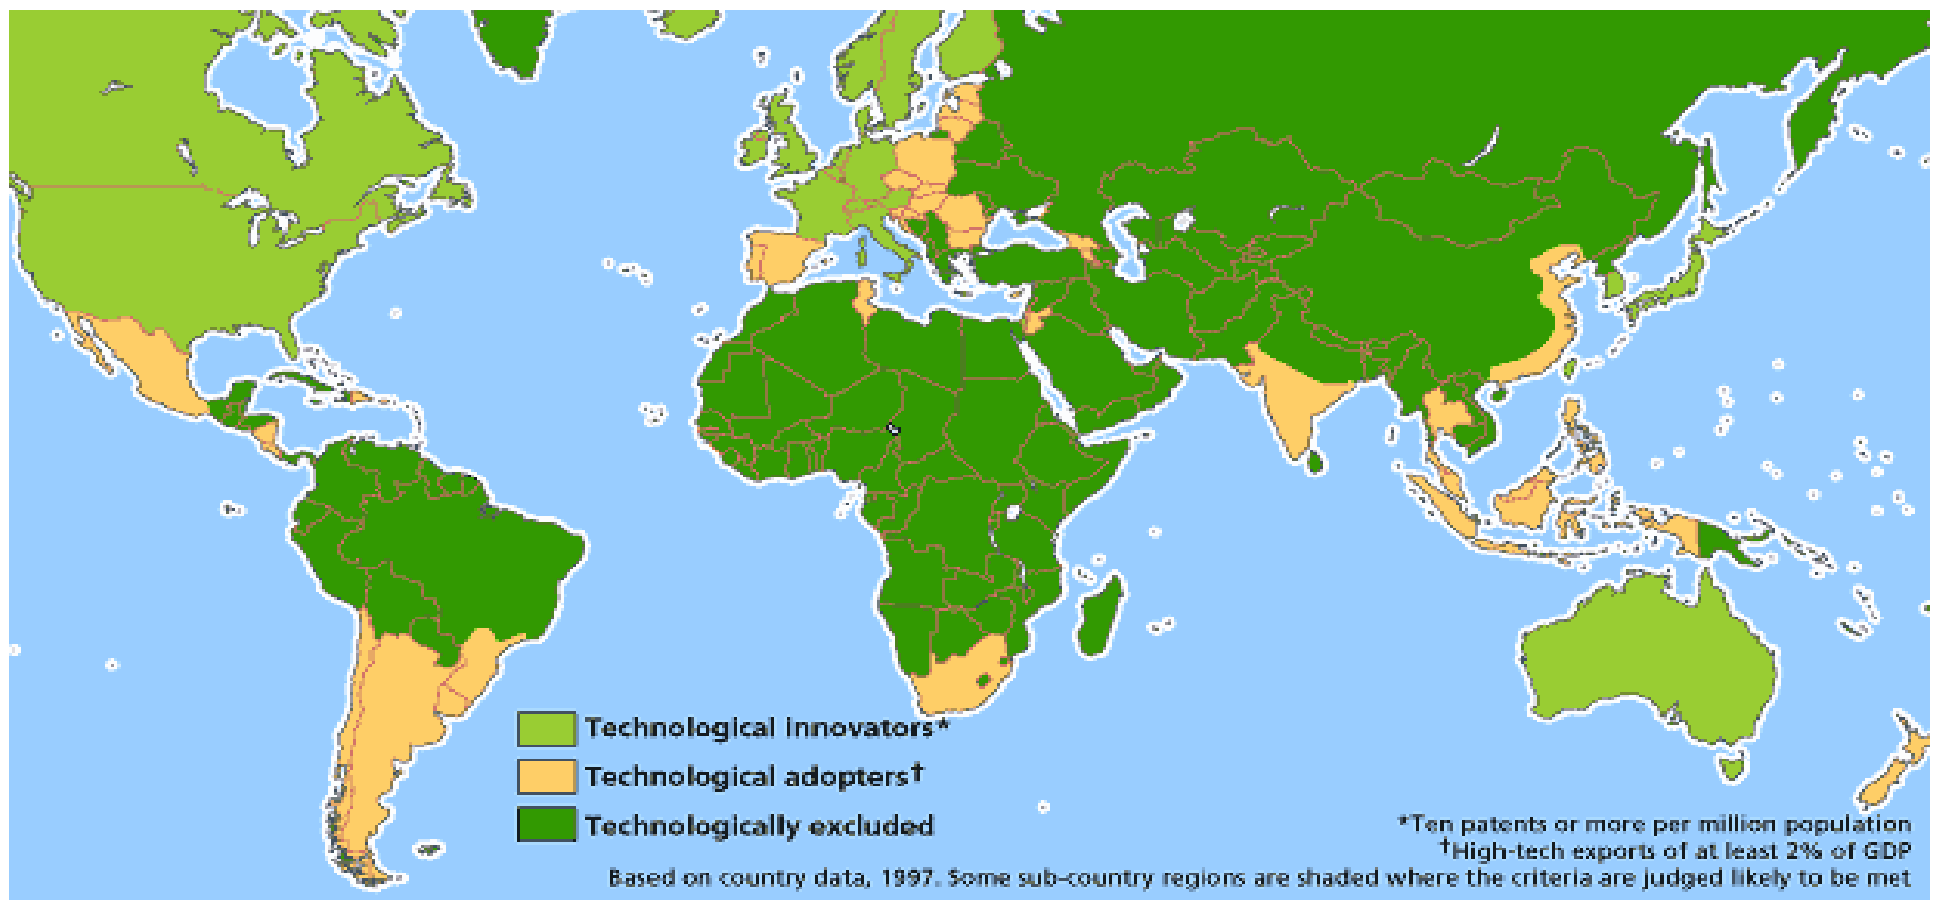 Technological innovators*
Technological adopters†
Technologically excluded
*Ten patents or more per million population
†High-tech exports of at least 2% of GDP
Based on country data, 1997. Some sub-country regions are shaded where the criteria are judged likely to be met